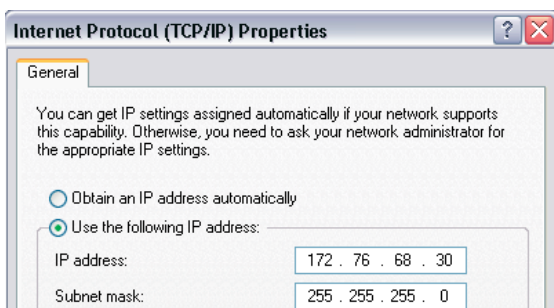 Internet Protocol (TCP/IP) Properties
General
You can get IP settings assigned automatically if your network supports
this capability. Otherwise, you need to ask your network administrator for
the appropriate IP settings.
Obtain an IP address automatically
Use the following IP address:
IP address: 172 . 76 . 68 . 30
Subnet mask: 255 . 255 . 255 . 0